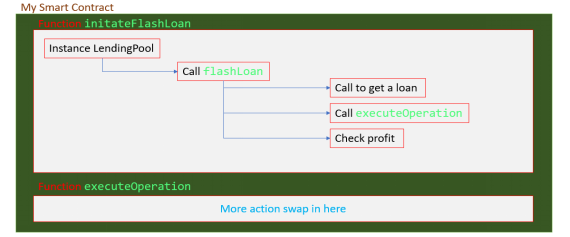 My Smart Contract
Function initateFlashLoan
Instance LendingPool
Call flashLoan
Call to get a loan
Call executeOperation
Check profit
Function executeOperation
More action swap in here